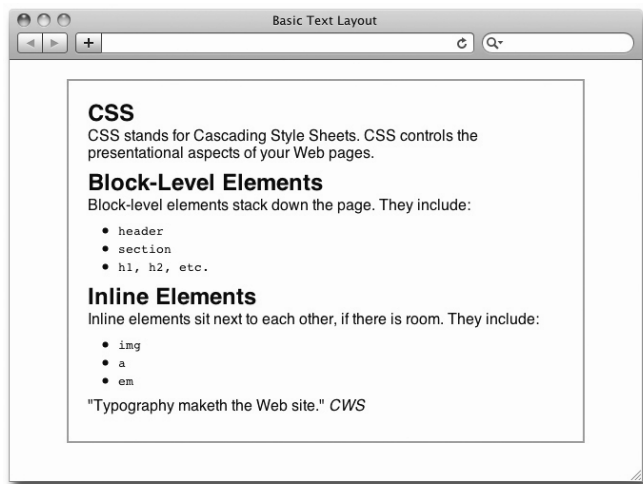 Basic Text Layout
CSS
CSS stands for Cascading Style Sheets. CSS controls the
presentational aspects of your Web pages.
Block-Level Elements
Block-level elements stack down the page. They include:
header
section
h1, h2, etc.
Inline Elements
Inline elements sit next to each other, if there is room. They include:
img
a
em
"Typography maketh the Web site." CWS